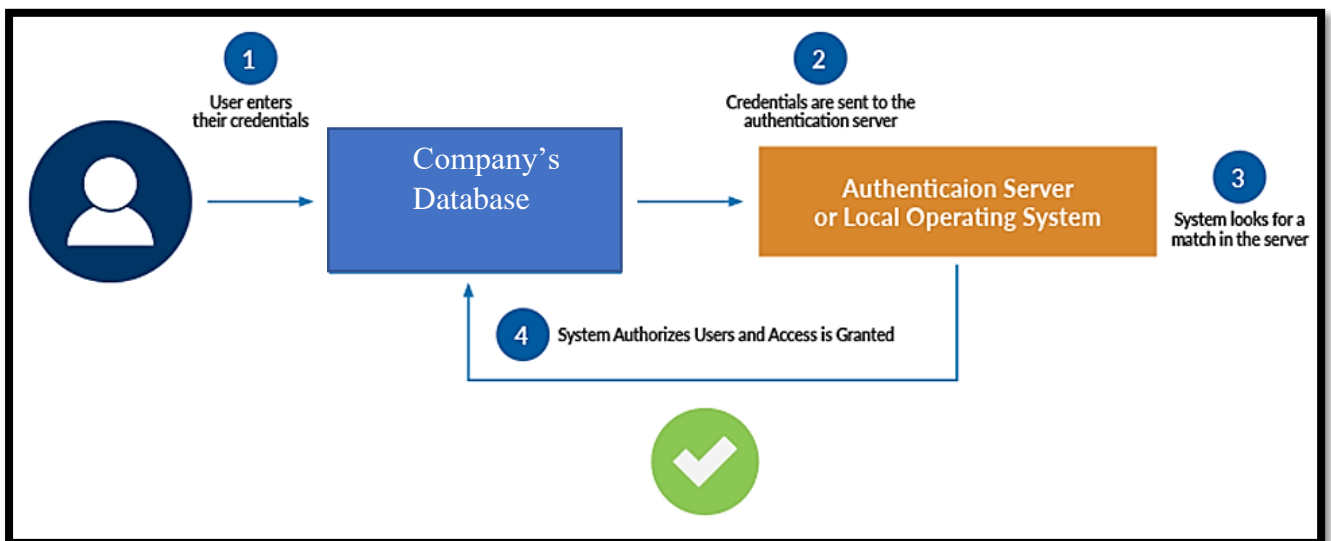 1
User enters
their credentials
2
Credentials are sent to the
authentication server
Company's
Database
Authenticaion Server
or Local Operating System
3
System looks for a
match in the server
4
System Authorizes Users and Access is Granted